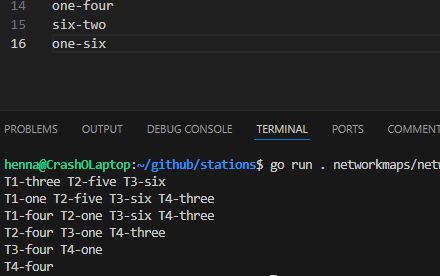 14 one-four
15 six-two
16 one-six
PROBLEMS OUTPUT DEBUG CONSOLE TERMINAL PORTS COMMENT
henna@CrashOLaptop:~/github/stations$ go run . networkmaps/netw
T1-three T2-five T3-six
T1-one T2-five T3-six T4-three
T1-four T2-one T3-six T4-three
T2-four T3-one T4-three
T3-four T4-one
T4-four